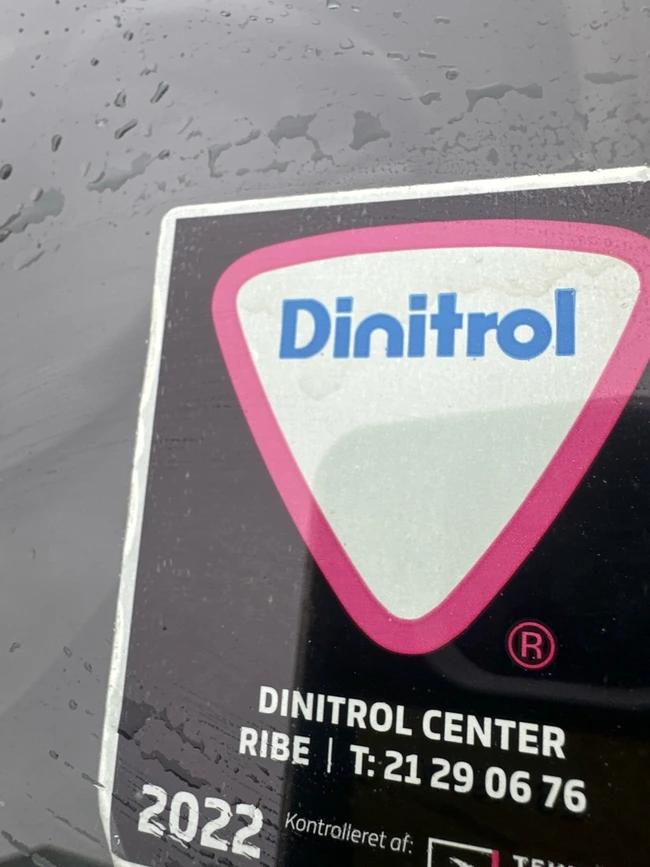 Dinitrol
®
DINITROL CENTER
RIBE | T: 21 29 06 76
2022
Kontrolleret af: